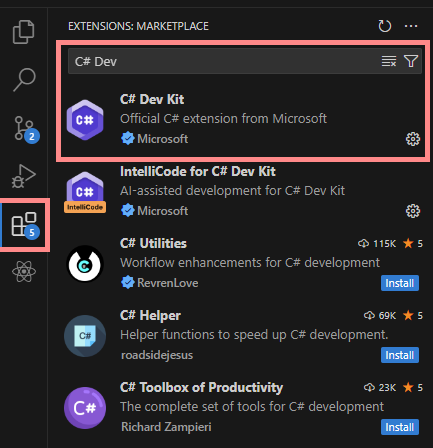 EXTENSIONS: MARKETPLACE
C# Dev
C# Dev Kit
Official C# extension from Microsoft
Microsoft
2
IntelliCode for C# Dev Kit
AI-assisted development for C# Dev Kit
IntelliCode
Microsoft
5
C# Utilities 115K 5
Workflow enhancements for C# development
RevrenLove Install
C# Helper 69K 5
Helper functions to speed up C# development.
roadsidejesus Install
C# Toolbox of Productivity 23K 5
The complete set of tools for C# development
Richard Zampieri Install